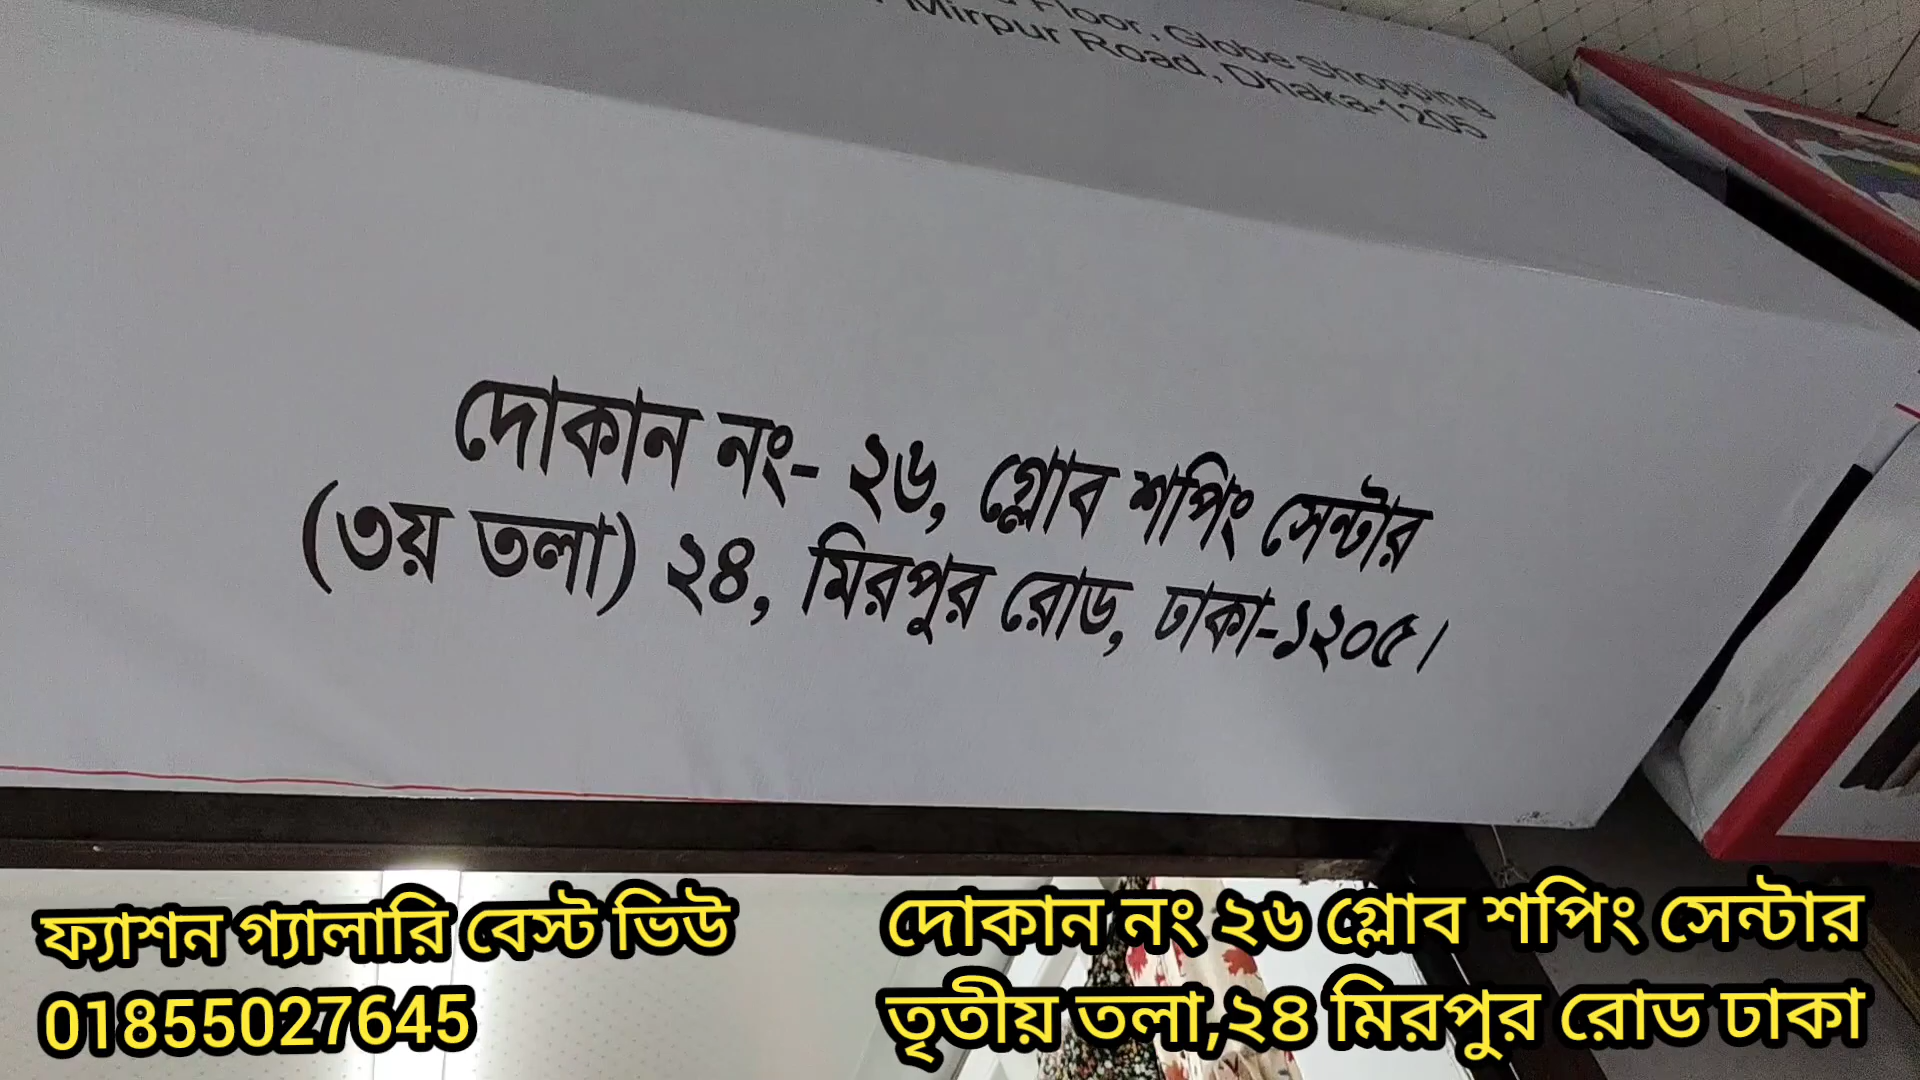 Floor, Globe Shopping
Mirpur Road, Dhaka-1205
দোকান নং- ২৬, গ্লোব শপিং সেন্টার
(৩য় তলা) ২৪, মিরপুর রোড, ঢাকা-১২০৫।
ফ্যাশন গ্যালারি বেস্ট ভিউ
01855027645
দোকান নং ২৬ গ্লোব শপিং সেন্টার
তৃতীয় তলা,২৪ মিরপুর রোড ঢাকা